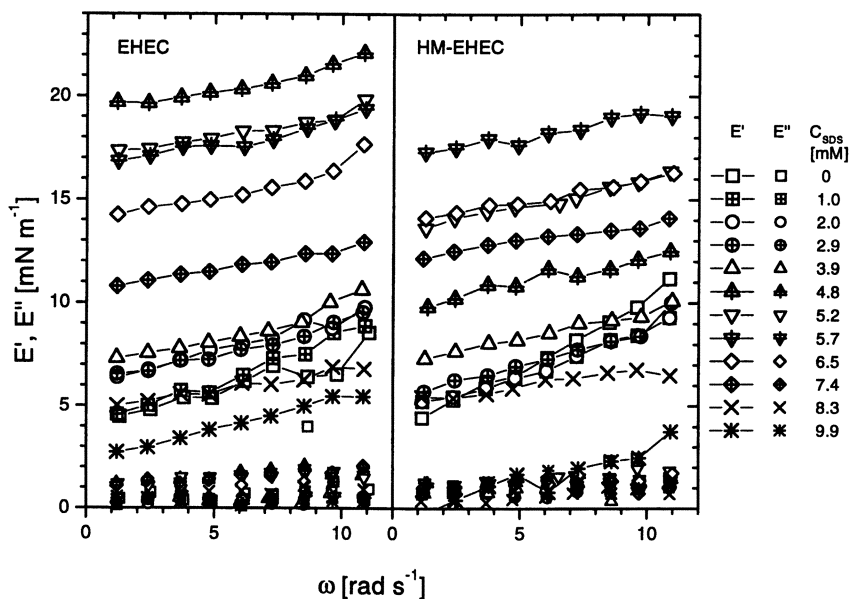 EHEC
HM-EHEC
20
15
10
5
0
E', E" [mN m⁻¹]
0 5 10 0 5 10
ω [rad s⁻¹]
E' E" C_SDS
[mM]
0
1.0
2.0
2.9
3.9
4.8
5.2
5.7
6.5
7.4
8.3
9.9